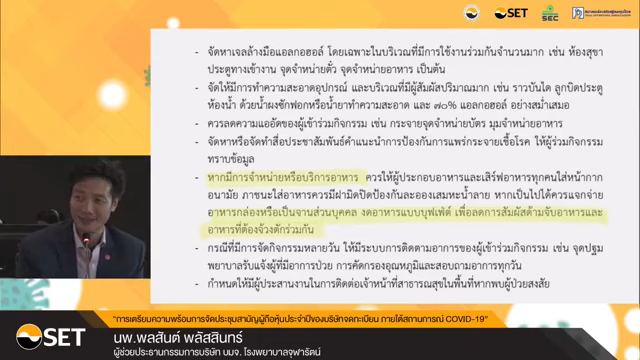 SET
SEC
- จัดหาเจลล้างมือแอลกอฮอล์ โดยเฉพาะในบริเวณที่มีการใช้งานร่วมกันจำนวนมาก เช่น ห้องสุขา
ประตูทางเข้างาน จุดจำหน่ายตั๋ว จุดจำหน่ายอาหาร เป็นต้น
- จัดให้มีการทำความสะอาดอุปกรณ์ และบริเวณที่มีผู้สัมผัสปริมาณมาก เช่น ราวบันได ลูกบิดประตู
ห้องน้ำ ด้วยน้ำผงซักฟอกหรือน้ำยาทำความสะอาด และ ๗๐% แอลกอฮอล์ อย่างสม่ำเสมอ
- ควรลดความแออัดของผู้เข้าร่วมกิจกรรม เช่น กระจายจุดจำหน่ายบัตร มุมจำหน่ายอาหาร
- จัดหาหรือจัดทำสื่อประชาสัมพันธ์คำแนะนำการป้องกันการแพร่กระจายเชื้อโรค ให้ผู้ร่วมกิจกรรม
ทราบข้อมูล
- หากมีการจำหน่ายหรือบริการอาหาร ควรให้ผู้ประกอบอาหารและเสิร์ฟอาหารทุกคนใส่หน้ากาก
อนามัย ภาชนะใส่อาหารควรมีฝามิดปิดป้องกันละอองเสมหะน้ำลาย หากเป็นไปได้ควรแจกจ่าย
อาหารกล่องหรือเป็นจานส่วนบุคคล งดอาหารแบบบุฟเฟ่ต์ เพื่อลดการสัมผัสด้ามจับอาหารและ
อาหารที่ต้องจ้วงตักร่วมกัน
- กรณีที่มีการจัดกิจกรรมหลายวัน ให้มีระบบการติดตามอาการของผู้เข้าร่วมกิจกรรม เช่น จุดปฐม
พยาบาลรับแจ้งผู้ที่มีอาการป่วย การคัดกรองอุณหภูมิและสอบถามอาการทุกวัน
- กำหนดให้มีผู้ประสานงานในการติดต่อเจ้าหน้าที่สาธารณสุขในพื้นที่หากพบผู้ป่วยสงสัย
"การเตรียมความพร้อมการจัดประชุมสามัญผู้ถือหุ้นประจำปีของบริษัทจดทะเบียน ภายใต้สถานการณ์ COVID-19"
SET
นพ.พลสันต์ พลัสสินทร์
ผู้ช่วยประธานกรรมการบริษัท บมจ. โรงพยาบาลจุฬารัตน์